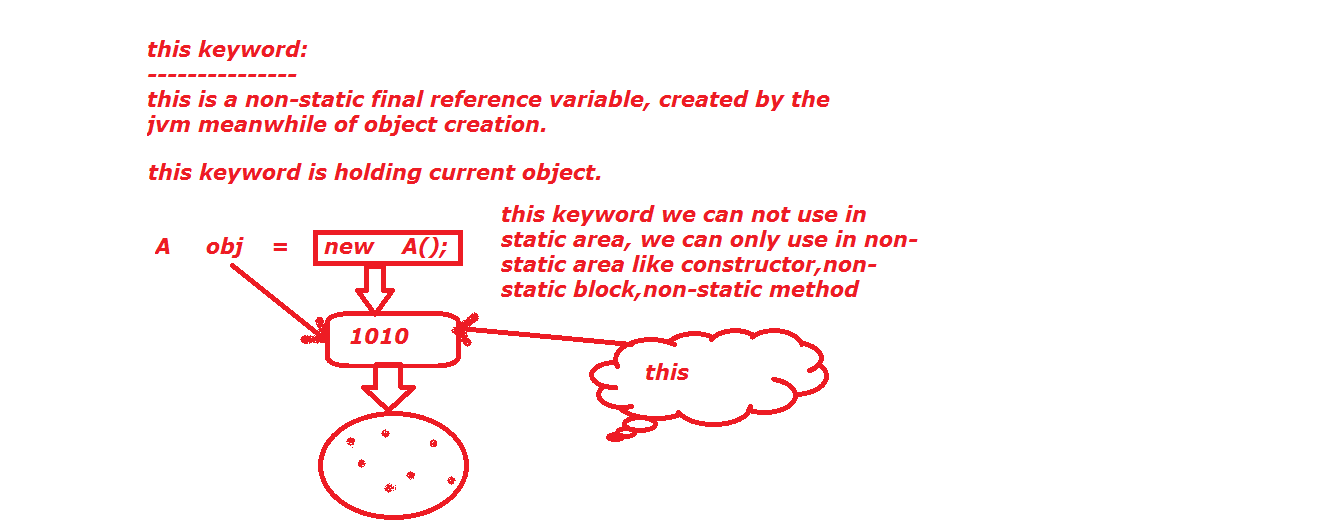 this keyword:
---------------
this is a non-static final reference variable, created by the
jvm meanwhile of object creation.
this keyword is holding current object.
this keyword we can not use in
static area, we can only use in non-
static area like constructor,non-
static block,non-static method
A obj = new A();
1010
this